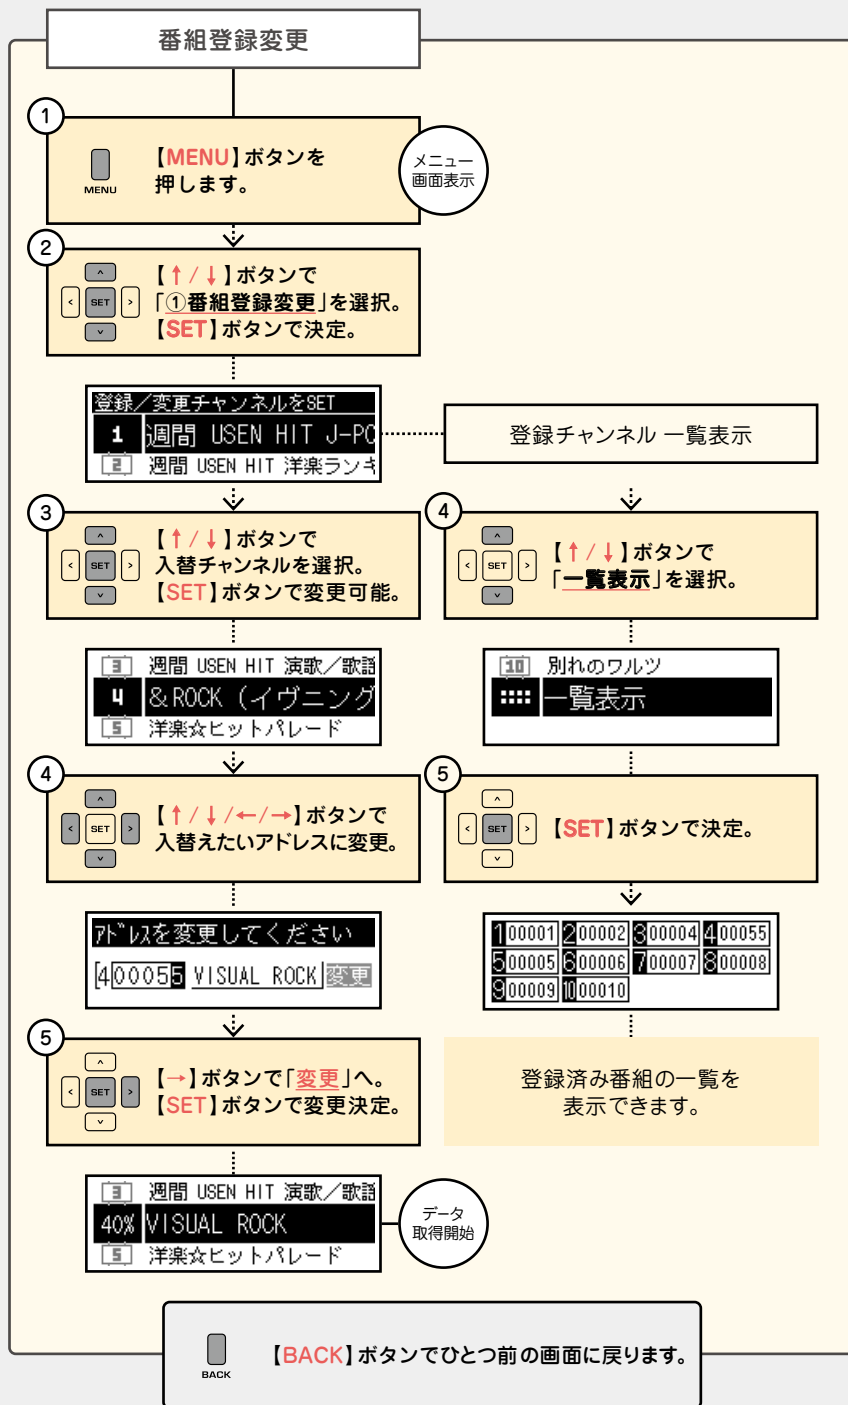 番組登録変更
1
MENU
【MENU】ボタンを
押します。
メニュー
画面表示
2
SET
【↑/↓】ボタンで
「①番組登録変更」を選択。
【SET】ボタンで決定。
登録／変更チャンネルをSET
1 週間 USEN HIT J-PO
2 週間 USEN HIT 洋楽ランキ
登録チャンネル 一覧表示
3
SET
【↑/↓】ボタンで
入替チャンネルを選択。
【SET】ボタンで変更可能。
3 週間 USEN HIT 演歌／歌謡
4 &ROCK (イヴニング
5 洋楽☆ヒットパレード
4
SET
【↑/↓/←/→】ボタンで
入替えたいアドレスに変更。
ｱﾄﾞﾚｽを変更してください
4 00055 VISUAL ROCK 変更
5
SET
【→】ボタンで「変更」へ。
【SET】ボタンで変更決定。
3 週間 USEN HIT 演歌／歌謡
40% VISUAL ROCK
5 洋楽☆ヒットパレード
データ
取得開始
4
SET
【↑/↓】ボタンで
「一覧表示」を選択。
10 別れのワルツ
一覧表示
5
SET
【SET】ボタンで決定。
1 00001 2 00002 3 00004 4 00055
5 00005 6 00006 7 00007 8 00008
9 00009 10 00010
登録済み番組の一覧を
表示できます。
BACK
【BACK】ボタンでひとつ前の画面に戻ります。